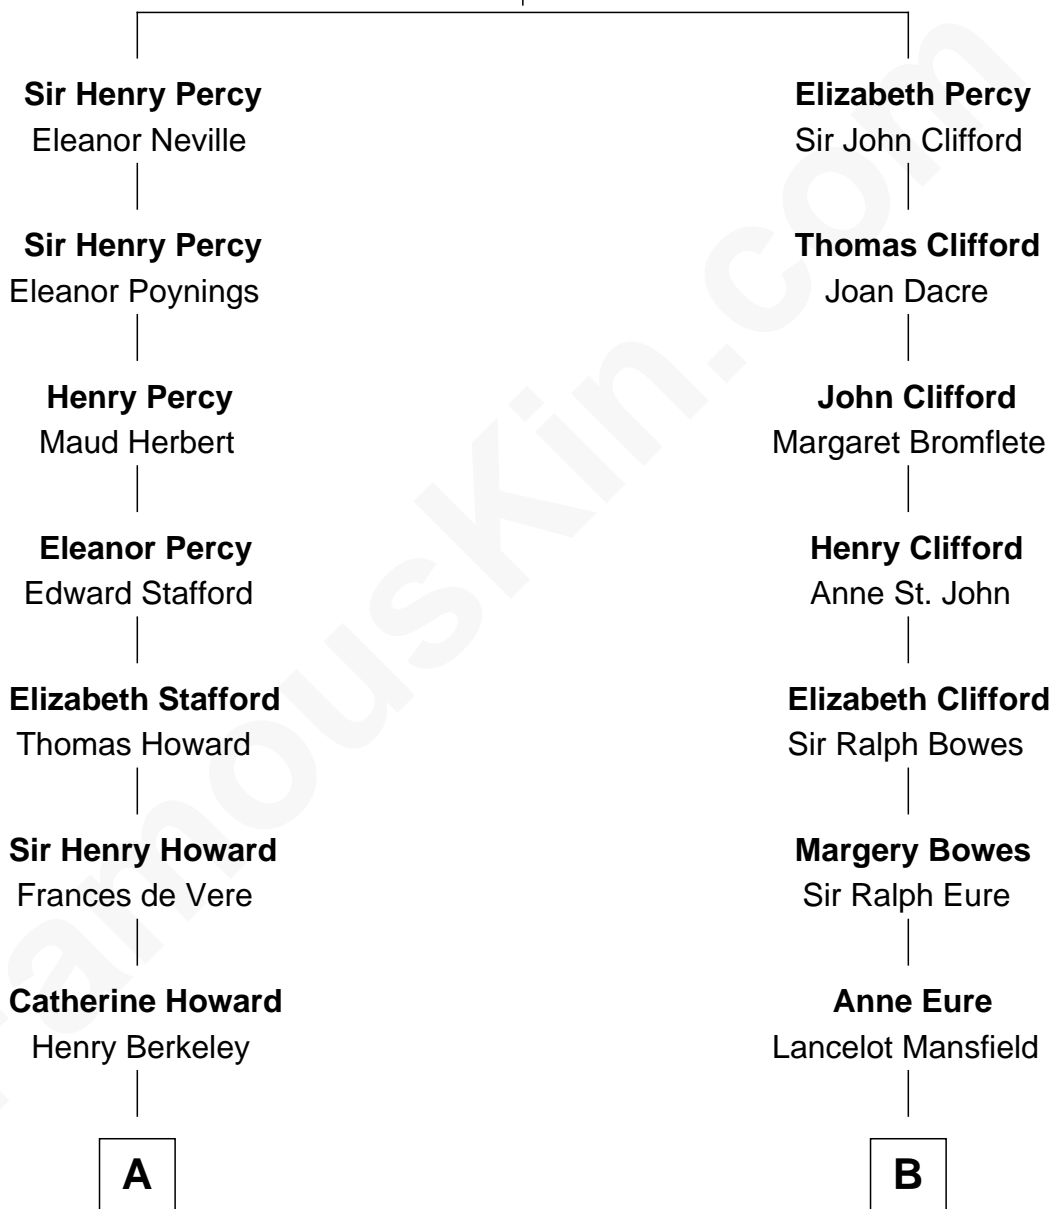 Sir Henry Percy
Eleanor Neville
Sir Henry Percy
Eleanor Poynings
Henry Percy
Maud Herbert
Eleanor Percy
Edward Stafford
Elizabeth Stafford
Thomas Howard
Sir Henry Howard
Frances de Vere
Catherine Howard
Henry Berkeley
A
Elizabeth Percy
Sir John Clifford
Thomas Clifford
Joan Dacre
John Clifford
Margaret Bromflete
Henry Clifford
Anne St. John
Elizabeth Clifford
Sir Ralph Bowes
Margery Bowes
Sir Ralph Eure
Anne Eure
Lancelot Mansfield
B
FamousKin.com